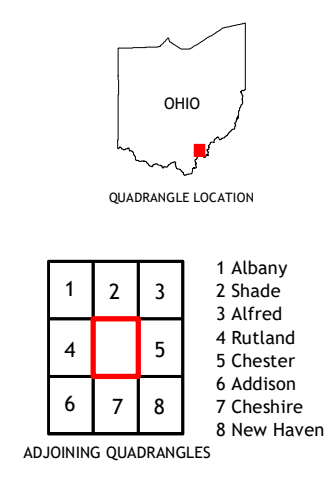 OHIO
QUADRANGLE LOCATION
1 2 3
4 5
6 7 8
1 Albany
2 Shade
3 Alfred
4 Rutland
5 Chester
6 Addison
7 Cheshire
8 New Haven
ADJOINING QUADRANGLES